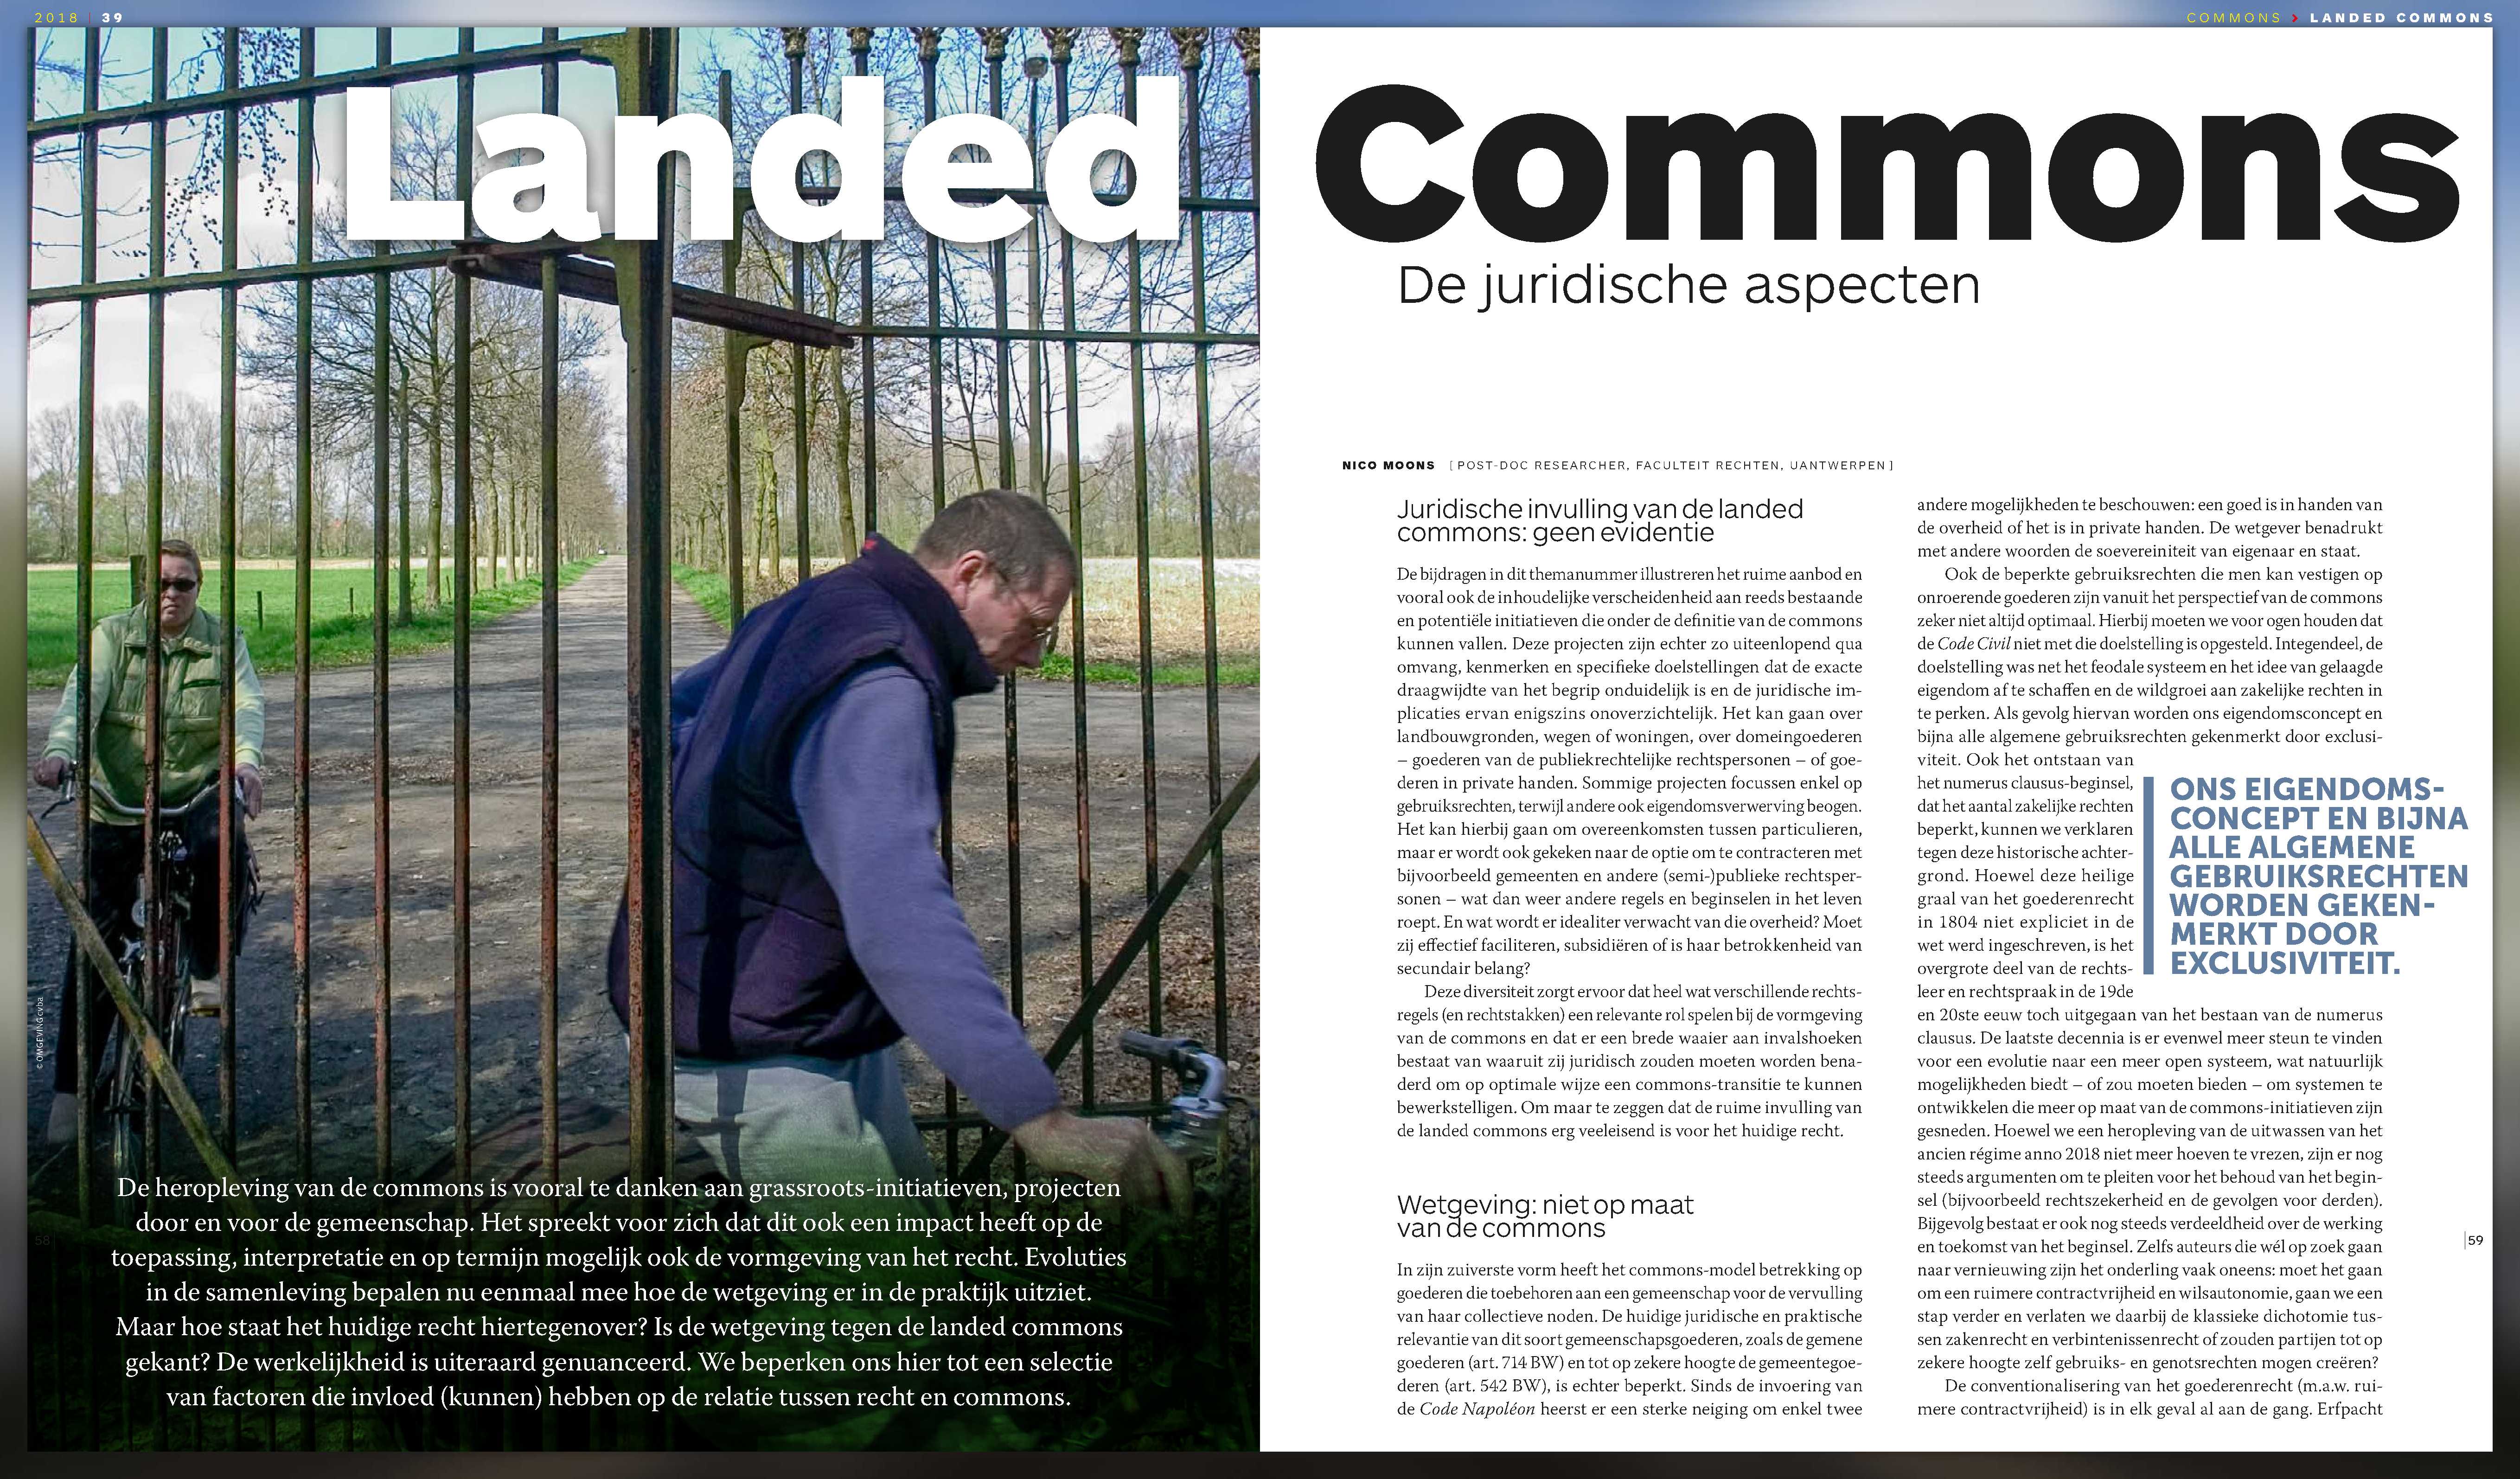 2018 | 39
COMMONS > LANDED COMMONS
Landed
Commons
De juridische aspecten
NICO MOONS [ POST-DOC RESEARCHER, FACULTEIT RECHTEN, UANTWERPEN ]
© OMGEVING cvba
De heropleving van de commons is vooral te danken aan grassroots-initiatieven, projecten
door en voor de gemeenschap. Het spreekt voor zich dat dit ook een impact heeft op de
toepassing, interpretatie en op termijn mogelijk ook de vormgeving van het recht. Evoluties
in de samenleving bepalen nu eenmaal mee hoe de wetgeving er in de praktijk uitziet.
Maar hoe staat het huidige recht hiertegenover? Is de wetgeving tegen de landed commons
gekant? De werkelijkheid is uiteraard genuanceerd. We beperken ons hier tot een selectie
van factoren die invloed (kunnen) hebben op de relatie tussen recht en commons.
58
Juridische invulling van de landed
commons: geen evidentie
De bijdragen in dit themanummer illustreren het ruime aanbod en
vooral ook de inhoudelijke verscheidenheid aan reeds bestaande
en potentiële initiatieven die onder de definitie van de commons
kunnen vallen. Deze projecten zijn echter zo uiteenlopend qua
omvang, kenmerken en specifieke doelstellingen dat de exacte
draagwijdte van het begrip onduidelijk is en de juridische im-
plicaties ervan enigszins onoverzichtelijk. Het kan gaan over
landbouwgronden, wegen of woningen, over domeingoederen
– goederen van de publiekrechtelijke rechtspersonen – of goe-
deren in private handen. Sommige projecten focussen enkel op
gebruiksrechten, terwijl andere ook eigendomsverwerving beogen.
Het kan hierbij gaan om overeenkomsten tussen particulieren,
maar er wordt ook gekeken naar de optie om te contracteren met
bijvoorbeeld gemeenten en andere (semi-)publieke rechtsper-
sonen – wat dan weer andere regels en beginselen in het leven
roept. En wat wordt er idealiter verwacht van die overheid? Moet
zij effectief faciliteren, subsidiëren of is haar betrokkenheid van
secundair belang?
Deze diversiteit zorgt ervoor dat heel wat verschillende rechts-
regels (en rechtstakken) een relevante rol spelen bij de vormgeving
van de commons en dat er een brede waaier aan invalshoeken
bestaat van waaruit zij juridisch zouden moeten worden bena-
derd om op optimale wijze een commons-transitie te kunnen
bewerkstelligen. Om maar te zeggen dat de ruime invulling van
de landed commons erg veeleisend is voor het huidige recht.
Wetgeving: niet op maat
van de commons
In zijn zuiverste vorm heeft het commons-model betrekking op
goederen die toebehoren aan een gemeenschap voor de vervulling
van haar collectieve noden. De huidige juridische en praktische
relevantie van dit soort gemeenschapsgoederen, zoals de gemene
goederen (art. 714 BW) en tot op zekere hoogte de gemeentegoe-
deren (art. 542 BW), is echter beperkt. Sinds de invoering van
de Code Napoléon heerst er een sterke neiging om enkel twee
andere mogelijkheden te beschouwen: een goed is in handen van
de overheid of het is in private handen. De wetgever benadrukt
met andere woorden de soevereiniteit van eigenaar en staat.
Ook de beperkte gebruiksrechten die men kan vestigen op
onroerende goederen zijn vanuit het perspectief van de commons
zeker niet altijd optimaal. Hierbij moeten we voor ogen houden dat
de Code Civil niet met die doelstelling is opgesteld. Integendeel, de
doelstelling was net het feodale systeem en het idee van gelaagde
eigendom af te schaffen en de wildgroei aan zakelijke rechten in
te perken. Als gevolg hiervan worden ons eigendomsconcept en
bijna alle algemene gebruiksrechten gekenmerkt door exclusi-
viteit. Ook het ontstaan van
het numerus clausus-beginsel,
dat het aantal zakelijke rechten
beperkt, kunnen we verklaren
tegen deze historische achter-
grond. Hoewel deze heilige
graal van het goederenrecht
in 1804 niet expliciet in de
wet werd ingeschreven, is het
overgrote deel van de rechts-
leer en rechtspraak in de 19de
en 20ste eeuw toch uitgegaan van het bestaan van de numerus
clausus. De laatste decennia is er evenwel meer steun te vinden
voor een evolutie naar een meer open systeem, wat natuurlijk
mogelijkheden biedt – of zou moeten bieden – om systemen te
ontwikkelen die meer op maat van de commons-initiatieven zijn
gesneden. Hoewel we een heropleving van de uitwassen van het
ancien régime anno 2018 niet meer hoeven te vrezen, zijn er nog
steeds argumenten om te pleiten voor het behoud van het begin-
sel (bijvoorbeeld rechtszekerheid en de gevolgen voor derden).
Bijgevolg bestaat er ook nog steeds verdeeldheid over de werking
en toekomst van het beginsel. Zelfs auteurs die wél op zoek gaan
naar vernieuwing zijn het onderling vaak oneens: moet het gaan
om een ruimere contractvrijheid en wilsautonomie, gaan we een
stap verder en verlaten we daarbij de klassieke dichotomie tus-
sen zakenrecht en verbintenissenrecht of zouden partijen tot op
zekere hoogte zelf gebruiks- en genotsrechten mogen creëren?
De conventionalisering van het goederenrecht (m.a.w. rui-
mere contractvrijheid) is in elk geval al aan de gang. Erfpacht
ONS EIGENDOMS-
CONCEPT EN BIJNA
ALLE ALGEMENE
GEBRUIKSRECHTEN
WORDEN GEKEN-
MERKT DOOR
EXCLUSIVITEIT.
59